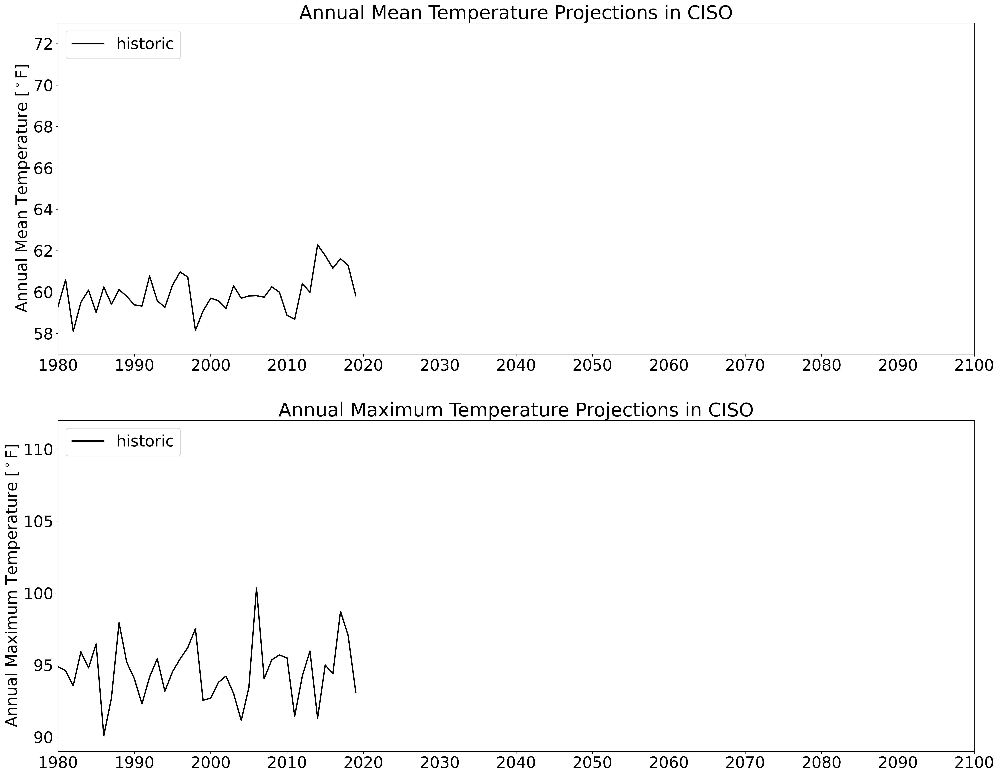 Annual Mean Temperature Projections in CISO
historic
Annual Mean Temperature [°F]
72
70
68
66
64
62
60
58
1980 1990 2000 2010 2020 2030 2040 2050 2060 2070 2080 2090 2100
Annual Maximum Temperature Projections in CISO
historic
Annual Maximum Temperature [°F]
110
105
100
95
90
1980 1990 2000 2010 2020 2030 2040 2050 2060 2070 2080 2090 2100